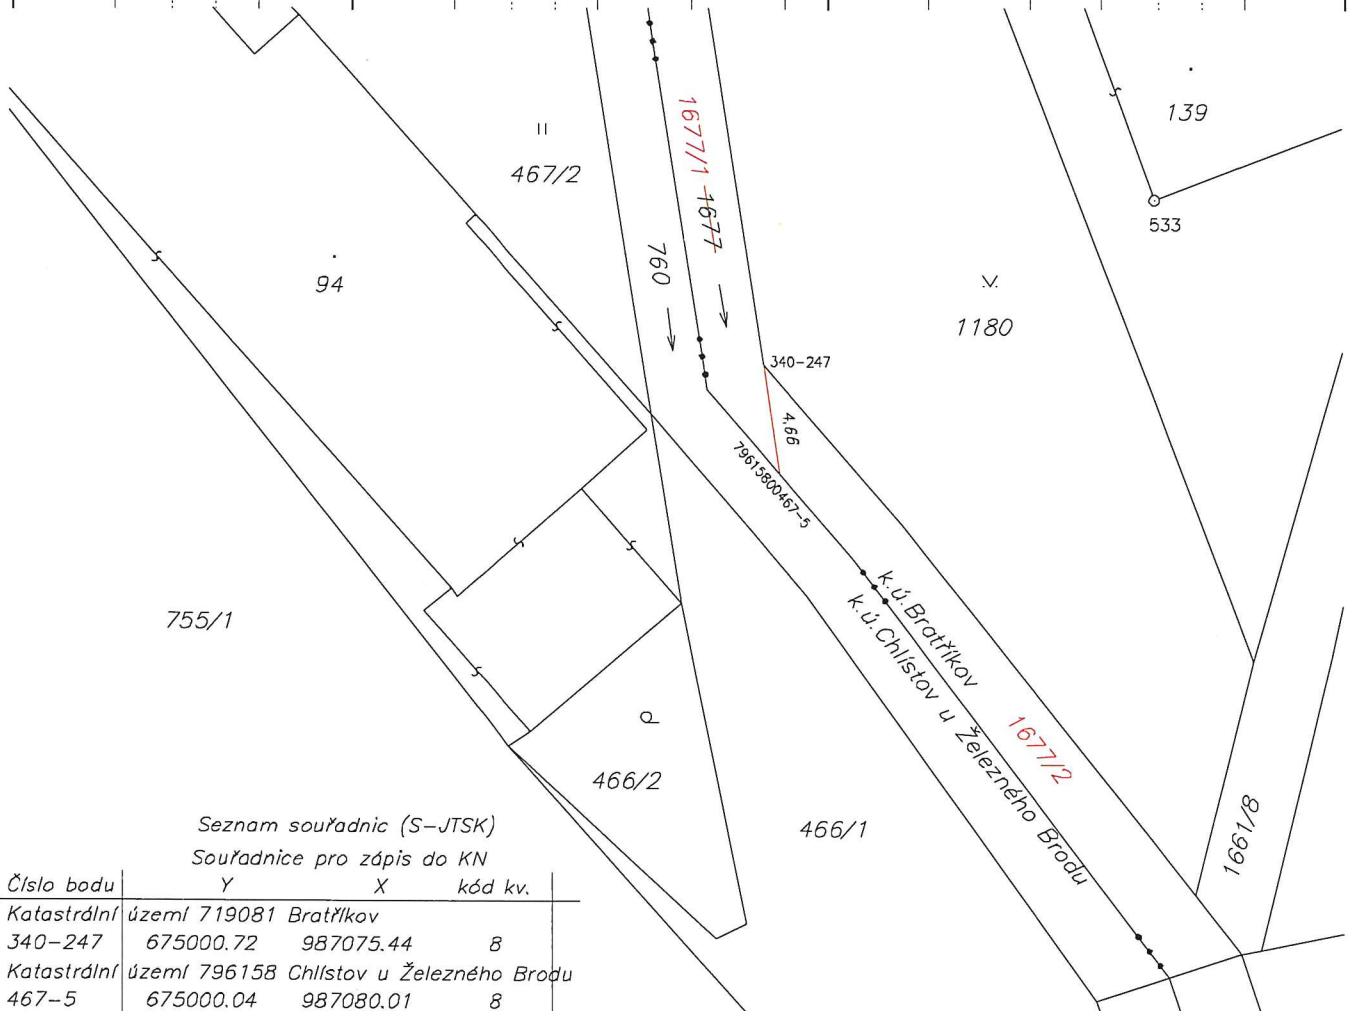 139
533
467/2
1677/1
1677
760
94
1180
340-247
4,66
79615800467-5
k.ú.Bratříkov
k.ú.Chlístov u Železného Brodu
755/1
1677/2
466/2
466/1
1661/8
Seznam souřadnic (S-JTSK)
Souřadnice pro zápis do KN
Číslo bodu Y X kód kv.
Katastrální území 719081 Bratříkov
340-247 675000.72 987075.44 8
Katastrální území 796158 Chlístov u Železného Brodu
467-5 675000.04 987080.01 8